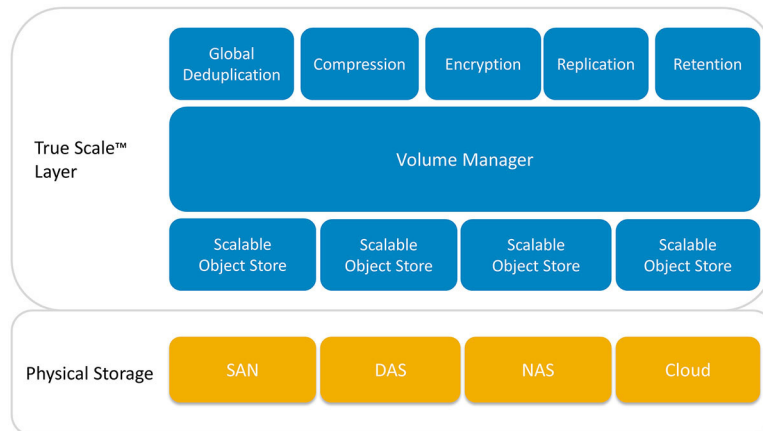 Global
Deduplication
Compression
Encryption
Replication
Retention
True Scale™
Layer
Volume Manager
Scalable
Object Store
Scalable
Object Store
Scalable
Object Store
Scalable
Object Store
Physical Storage
SAN
DAS
NAS
Cloud